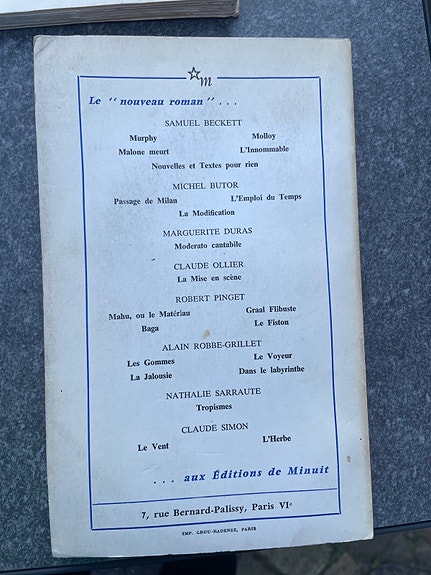 ☆m
Le "nouveau roman"...
SAMUEL BECKETT
Murphy Molloy
Malone meurt L'Innommable
Nouvelles et Textes pour rien
MICHEL BUTOR
Passage de Milan L'Emploi du Temps
La Modification
MARGUERITE DURAS
Moderato cantabile
CLAUDE OLLIER
La Mise en scène
ROBERT PINGET
Mahu, ou le Matériau Graal Flibuste
Baga Le Fiston
ALAIN ROBBE-GRILLET
Les Gommes Le Voyeur
La Jalousie Dans le labyrinthe
NATHALIE SARRAUTE
Tropismes
CLAUDE SIMON
Le Vent L'Herbe
... aux Éditions de Minuit
7, rue Bernard-Palissy, Paris VIe
IMP. GROU-RADENEZ, PARIS